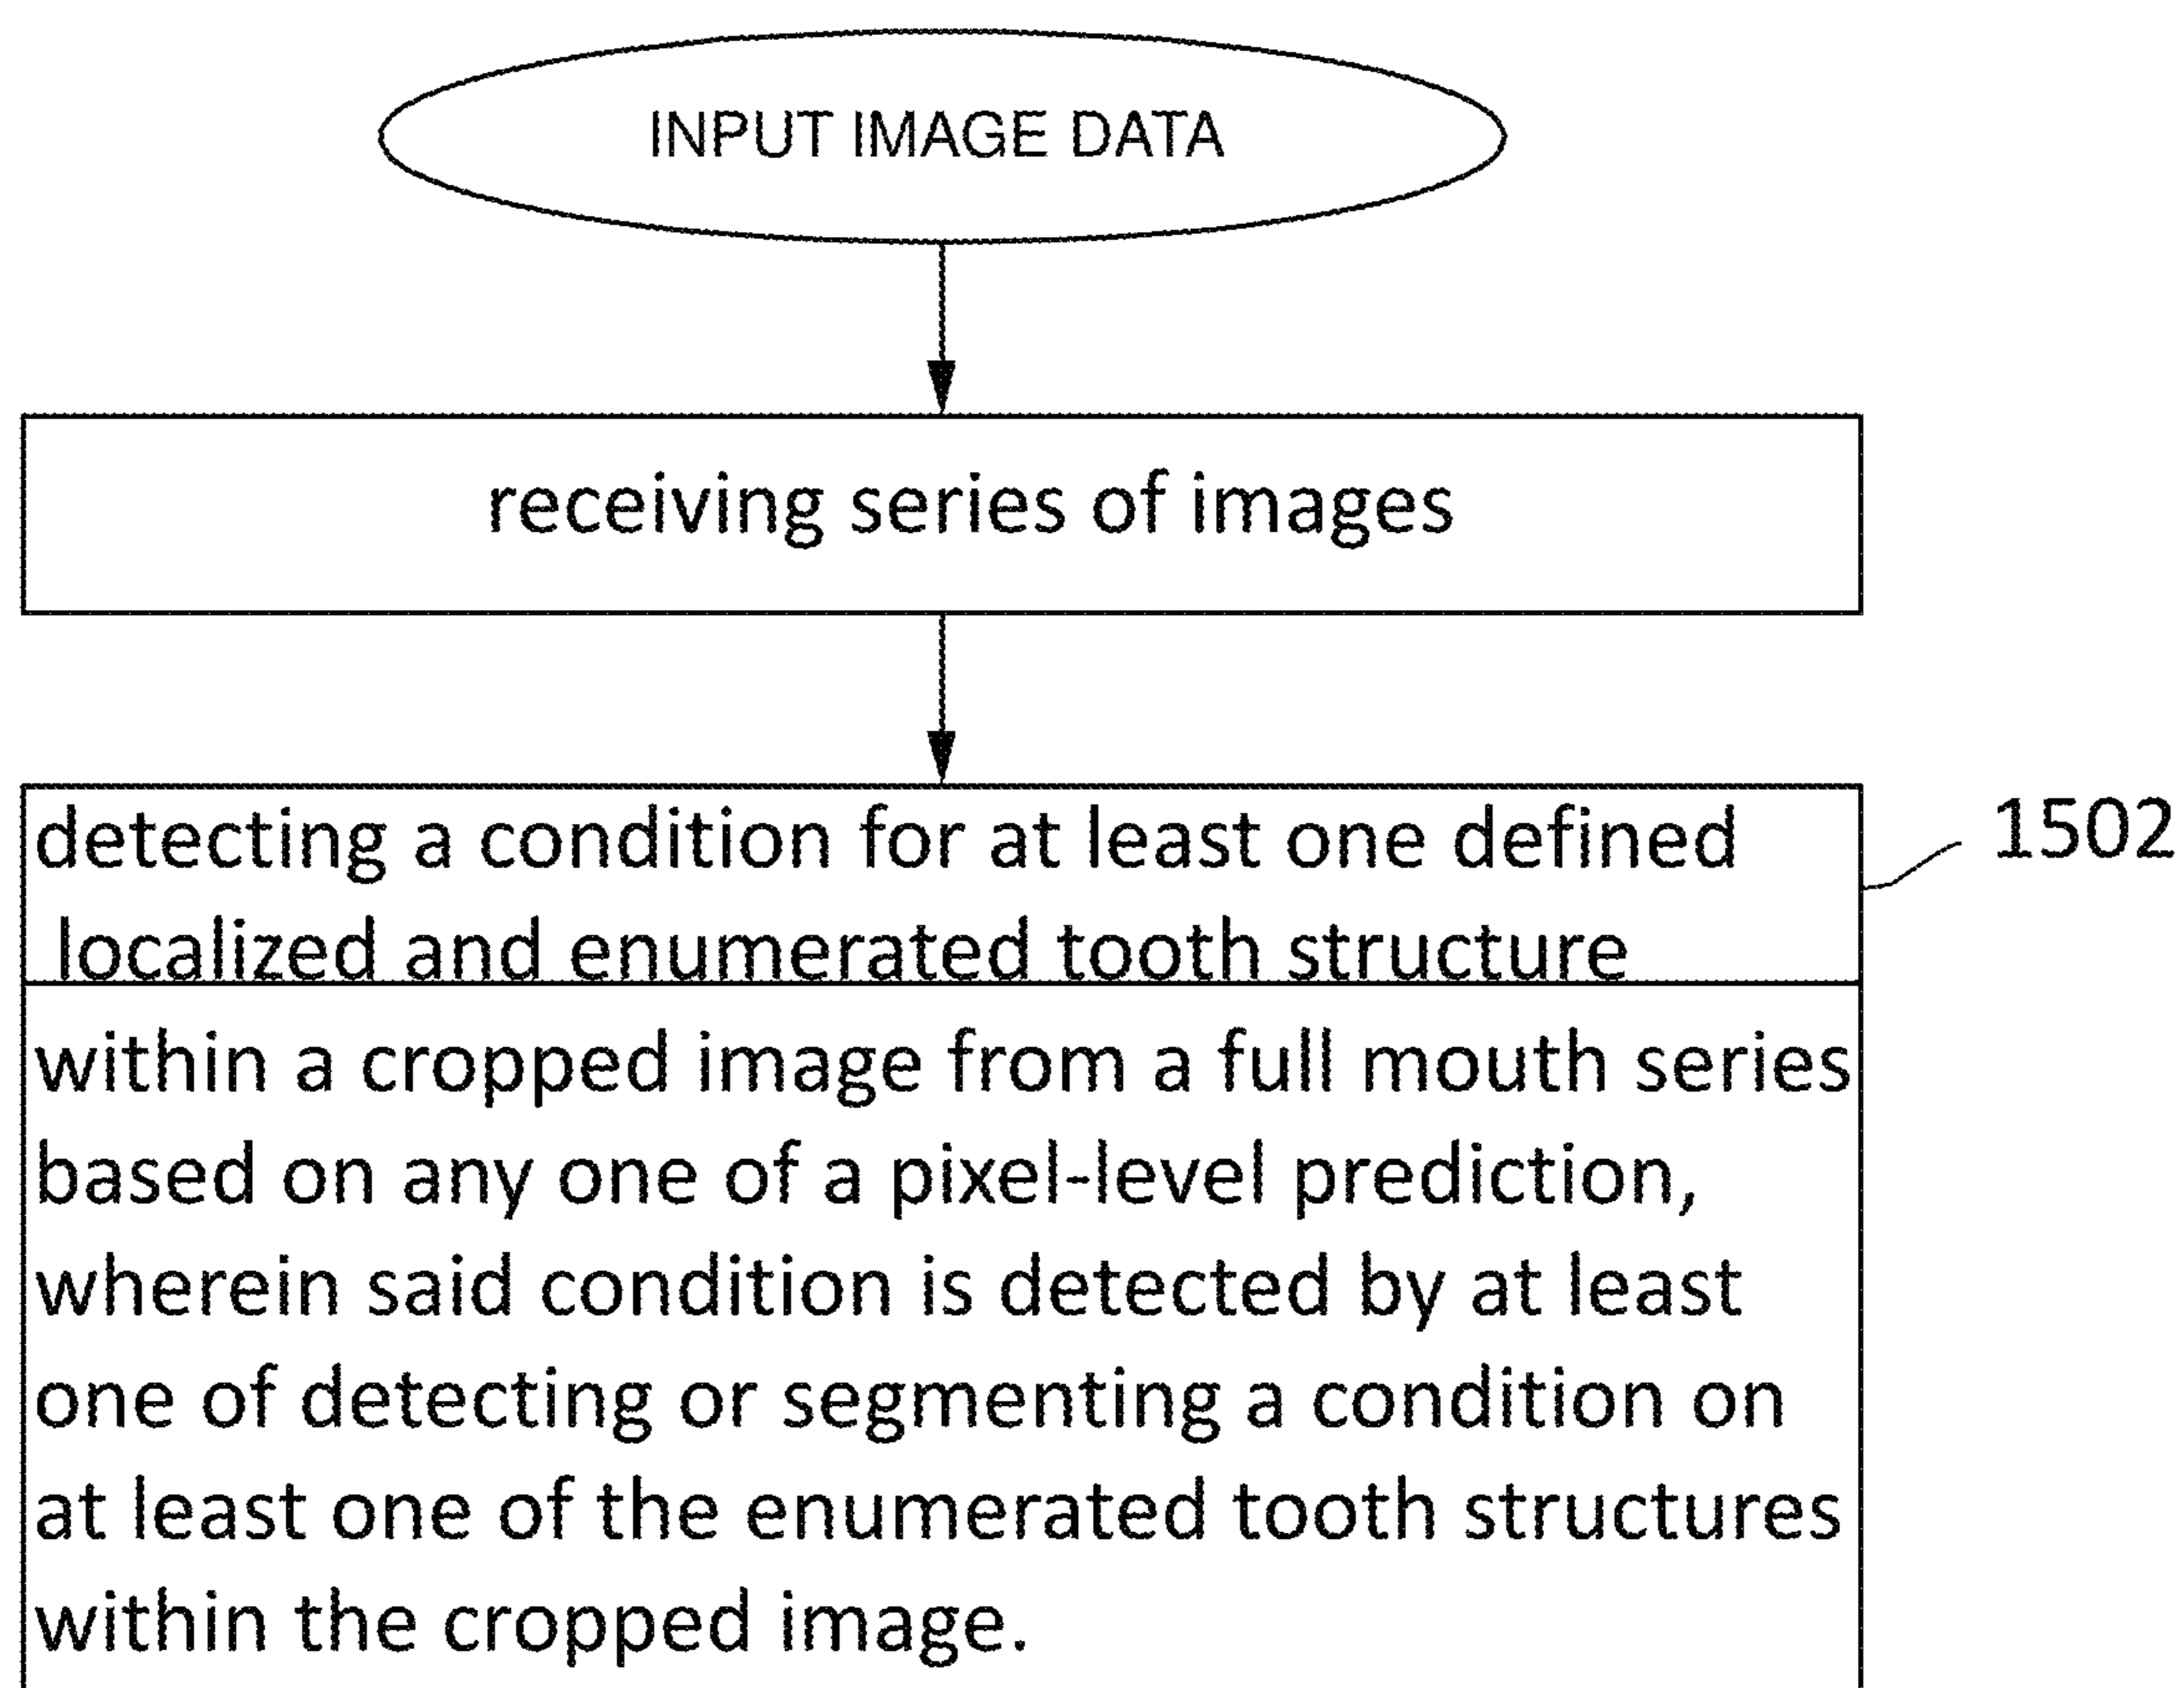 INPUT IMAGE DATA
receiving series of images
detecting a condition for at least one defined
1502
localized and enumerated tooth structure
within a cropped image from a full mouth series
based on any one of a pixel-level prediction,
wherein said condition is detected by at least
one of detecting or segmenting a condition on
at least one of the enumerated tooth structures
within the cropped image.